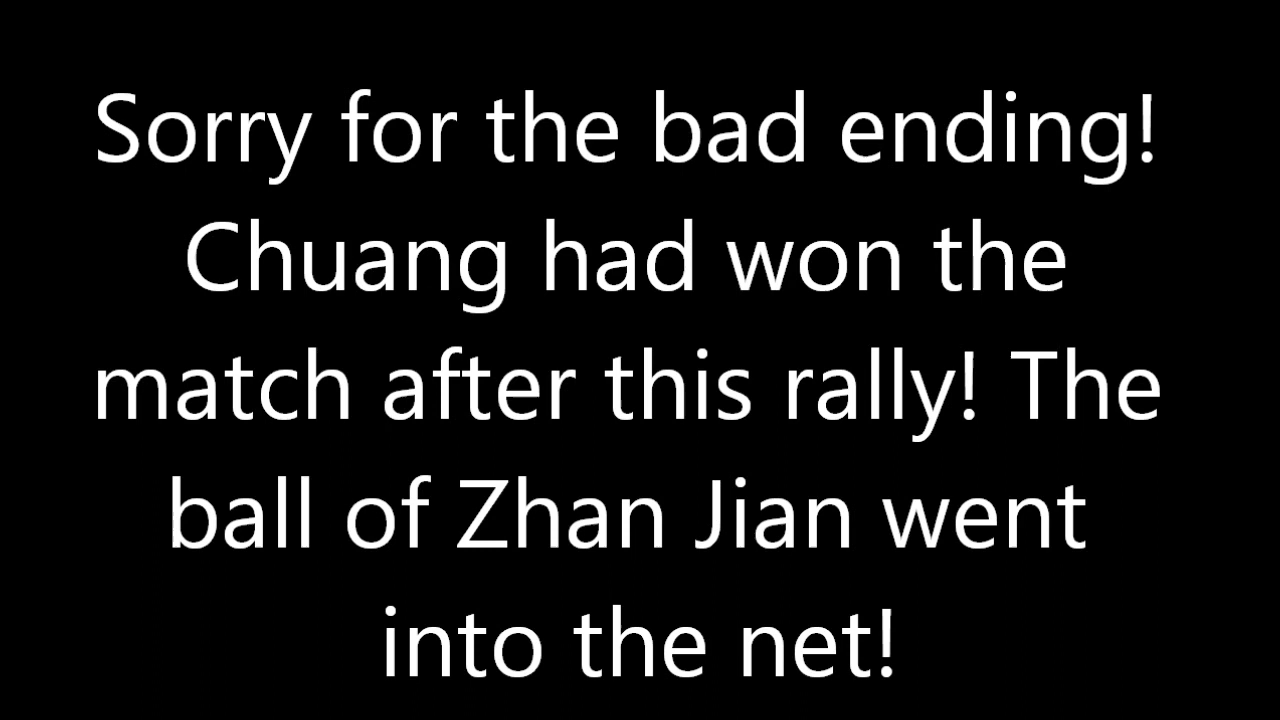 Sorry for the bad ending!
Chuang had won the
match after this rally! The
ball of Zhan Jian went
into the net!